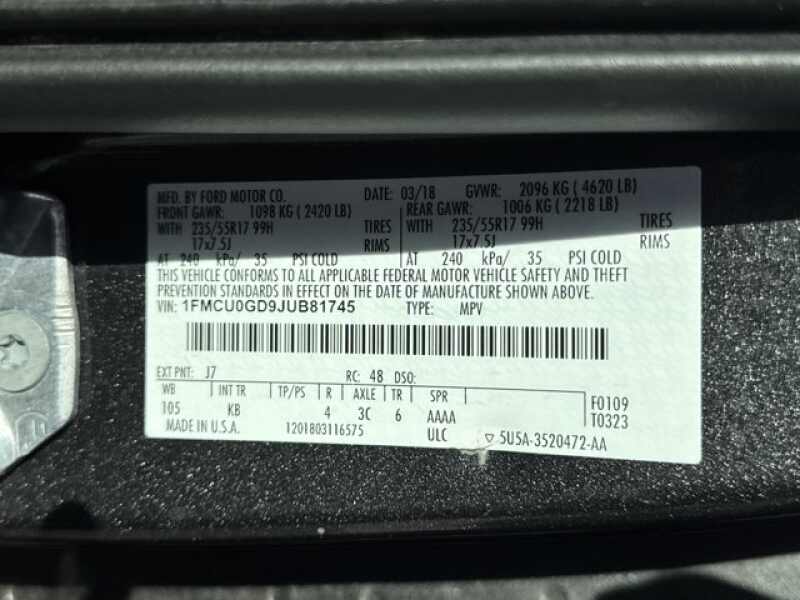 MFD. BY FORD MOTOR CO. DATE: 03/18 GVWR: 2096 KG ( 4620 LB)
FRONT GAWR: 1098 KG ( 2420 LB) REAR GAWR: 1006 KG ( 2218 LB)
WITH 235/55R17 99H TIRES WITH 235/55R17 99H TIRES
17x7.5J RIMS 17x7.5J RIMS
AT 240 kPa/ 35 PSI COLD AT 240 kPa/ 35 PSI COLD
THIS VEHICLE CONFORMS TO ALL APPLICABLE FEDERAL MOTOR VEHICLE SAFETY AND THEFT
PREVENTION STANDARDS IN EFFECT ON THE DATE OF MANUFACTURE SHOWN ABOVE.
VIN: 1FMCU0GD9JUB81745 TYPE: MPV
EXT PNT: J7 RC: 48 DSO:
WB INT TR TP/PS R AXLE TR SPR
105 KB 4 3C 6 AAAA
F0109
T0323
MADE IN U.S.A. 1201803116575 ULC ▽ 5U5A-3520472-AA